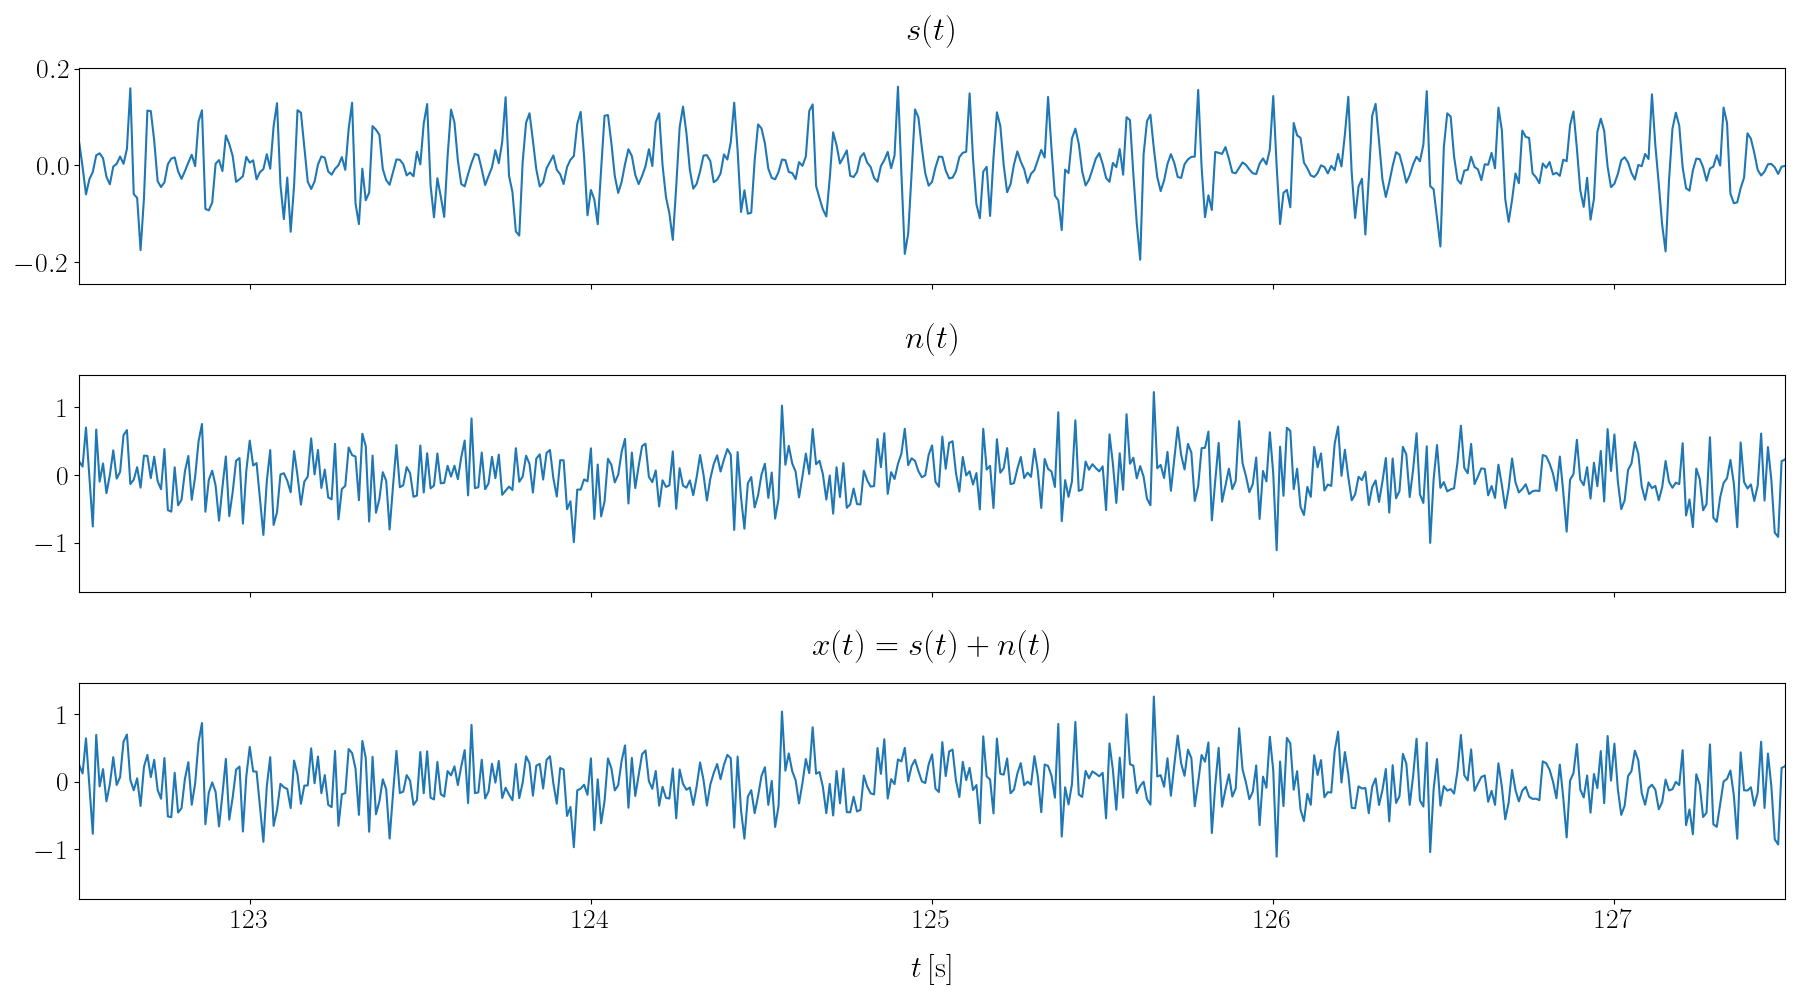 s(t)
0.2
0.0
−0.2
n(t)
1
0
−1
x(t) = s(t) + n(t)
1
0
−1
123 124 125 126 127
t [s]